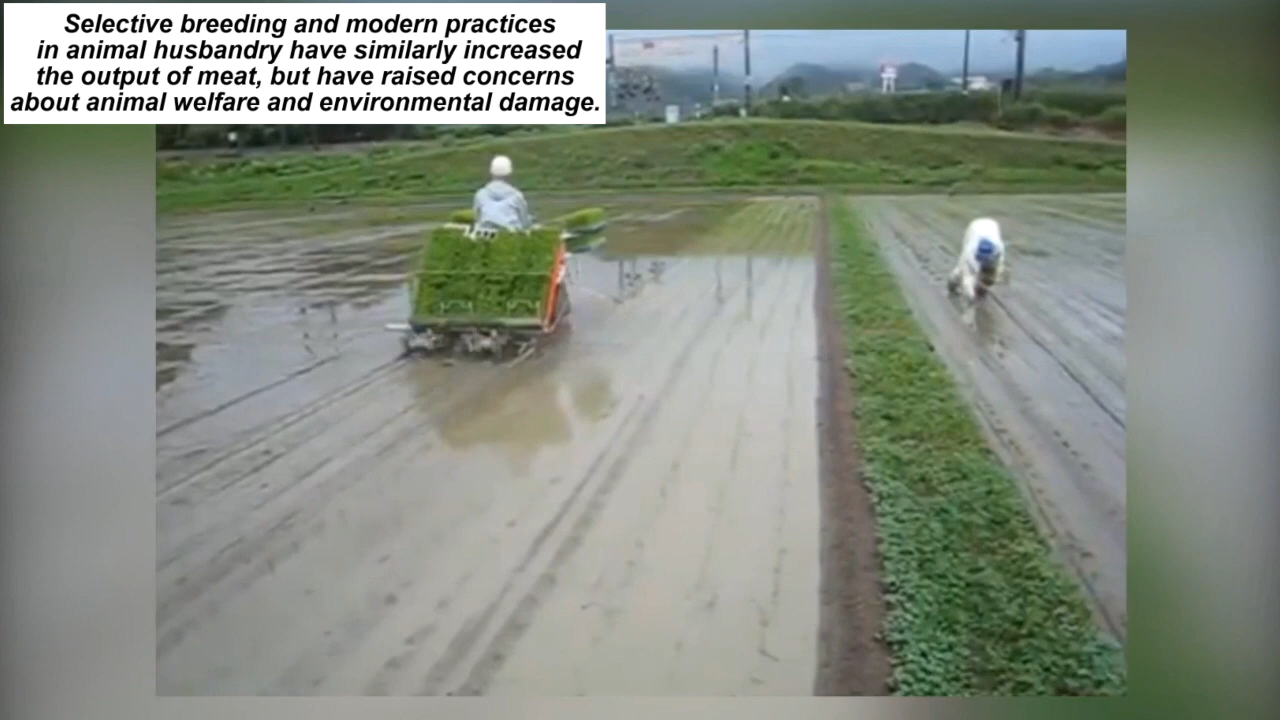 Selective breeding and modern practices
in animal husbandry have similarly increased
the output of meat, but have raised concerns
about animal welfare and environmental damage.